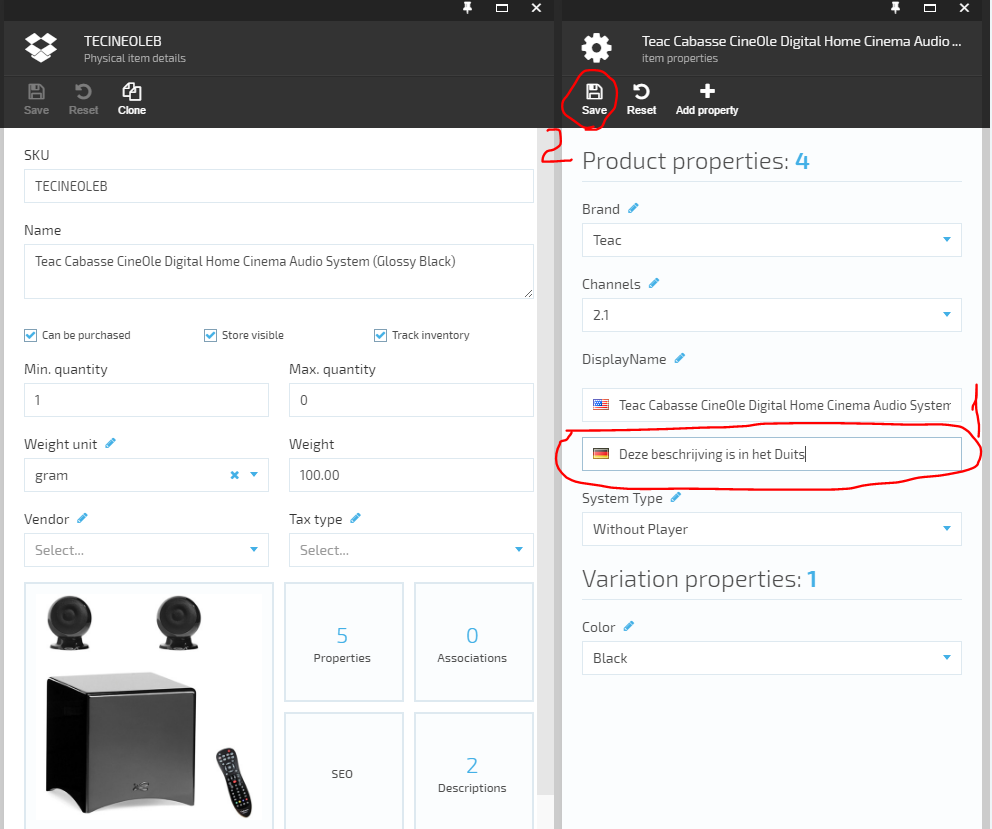 TECINEOLEB
Physical item details
Save
Reset
Clone
SKU
TECINEOLEB
Name
Teac Cabasse CineOle Digital Home Cinema Audio System (Glossy Black)
Can be purchased
Store visible
Track inventory
Min. quantity
Max. quantity
1
0
Weight unit
Weight
gram
100.00
Vendor
Tax type
Select...
Select...
5
Properties
0
Associations
SEO
2
Descriptions
Teac Cabasse CineOle Digital Home Cinema Audio ...
item properties
Save
Reset
Add property
2
Product properties: 4
Brand
Teac
Channels
2.1
DisplayName
Teac Cabasse CineOle Digital Home Cinema Audio System
1
Deze beschrijving is in het Duits
System Type
Without Player
Variation properties: 1
Color
Black